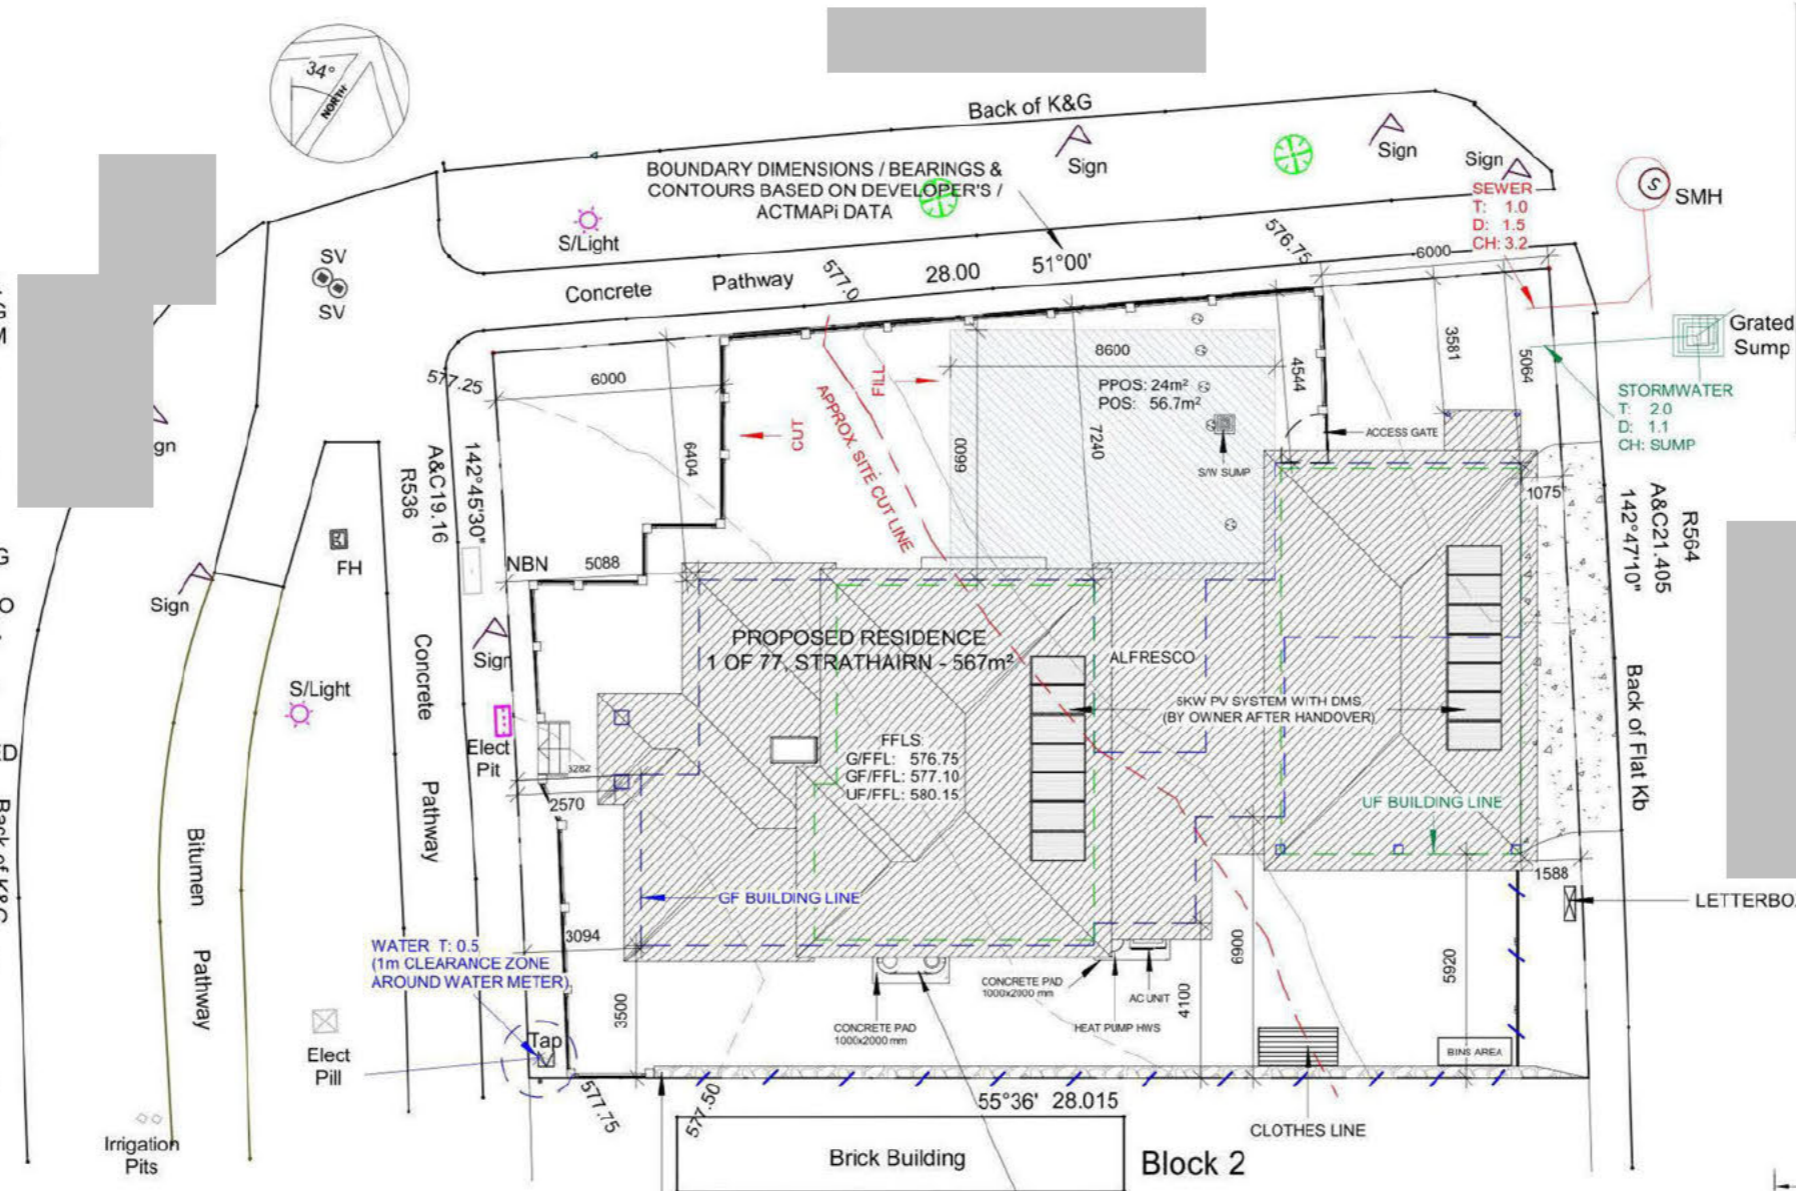 34°
NORTH
Back of K&G
BOUNDARY DIMENSIONS / BEARINGS &
CONTOURS BASED ON DEVELOPER'S /
ACTMAPi DATA
Sign
Sign
Sign
SEWER
T: 1.0
D: 1.5
CH: 3.2
SMH
S/Light
SV
SV
Concrete Pathway
577.0
28.00
51°00'
576.75
6000
Grated
Sump
STORMWATER
T: 2.0
D: 1.1
CH: SUMP
577.25
6000
6404
CUT
FILL
APPROX. SITE CUT LINE
6600
8600
7240
PPOS: 24m²
POS: 56.7m²
S/W SUMP
4544
ACCESS GATE
3581
5064
1075
R564
A&C21.405
142°47'10"
R536
A&C19.16
142°45'30"
NBN
5088
FH
Sign
Sign
S/Light
Elect
Pit
Concrete Pathway
Bitumen Pathway
PROPOSED RESIDENCE
1 OF 77, STRATHAIRN - 567m²
ALFRESCO
5KW PV SYSTEM WITH DMS
(BY OWNER AFTER HANDOVER)
FFLS:
G/FFL: 576.75
GF/FFL: 577.10
UF/FFL: 580.15
UF BUILDING LINE
GF BUILDING LINE
Back of Flat Kb
3282
2570
3094
3500
1588
WATER T: 0.5
(1m CLEARANCE ZONE
AROUND WATER METER)
Tap
Elect
Pill
Irrigation
Pits
CONCRETE PAD
1000x2000 mm
CONCRETE PAD
1000x2000 mm
HEAT PUMP HWS
AC UNIT
4100
6900
5920
BINS AREA
577.75
577.50
55°36' 28.015
CLOTHES LINE
Brick Building
Block 2